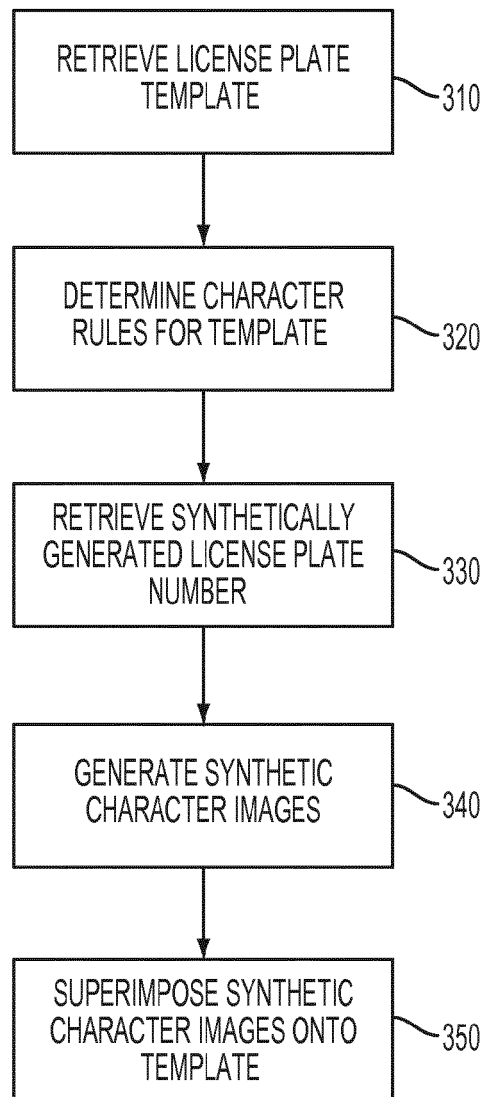 RETRIEVE LICENSE PLATE
TEMPLATE
310
DETERMINE CHARACTER
RULES FOR TEMPLATE
320
RETRIEVE SYNTHETICALLY
GENERATED LICENSE PLATE
NUMBER
330
GENERATE SYNTHETIC
CHARACTER IMAGES
340
SUPERIMPOSE SYNTHETIC
CHARACTER IMAGES ONTO
TEMPLATE
350